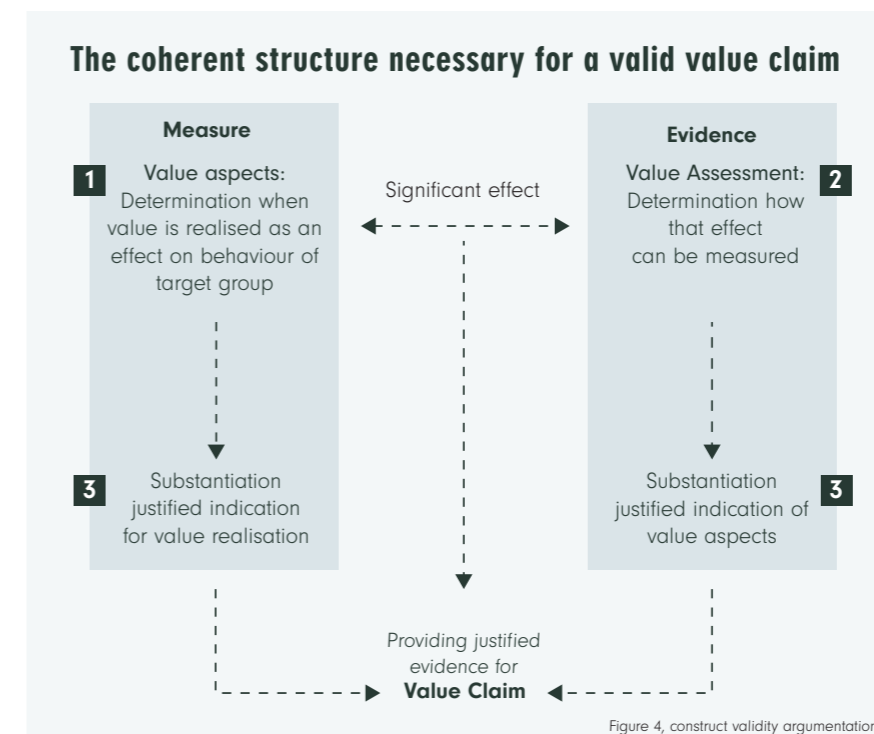 The coherent structure necessary for a valid value claim
Measure
1
Value aspects:
Determination when
value is realised as an
effect on behaviour of
target group
3
Substantiation
justified indication
for value realisation
Significant effect
Evidence
2
Value Assessment:
Determination how
that effect
can be measured
3
Substantiation
justified indication of
value aspects
Providing justified
evidence for
Value Claim
Figure 4, construct validity argumentation